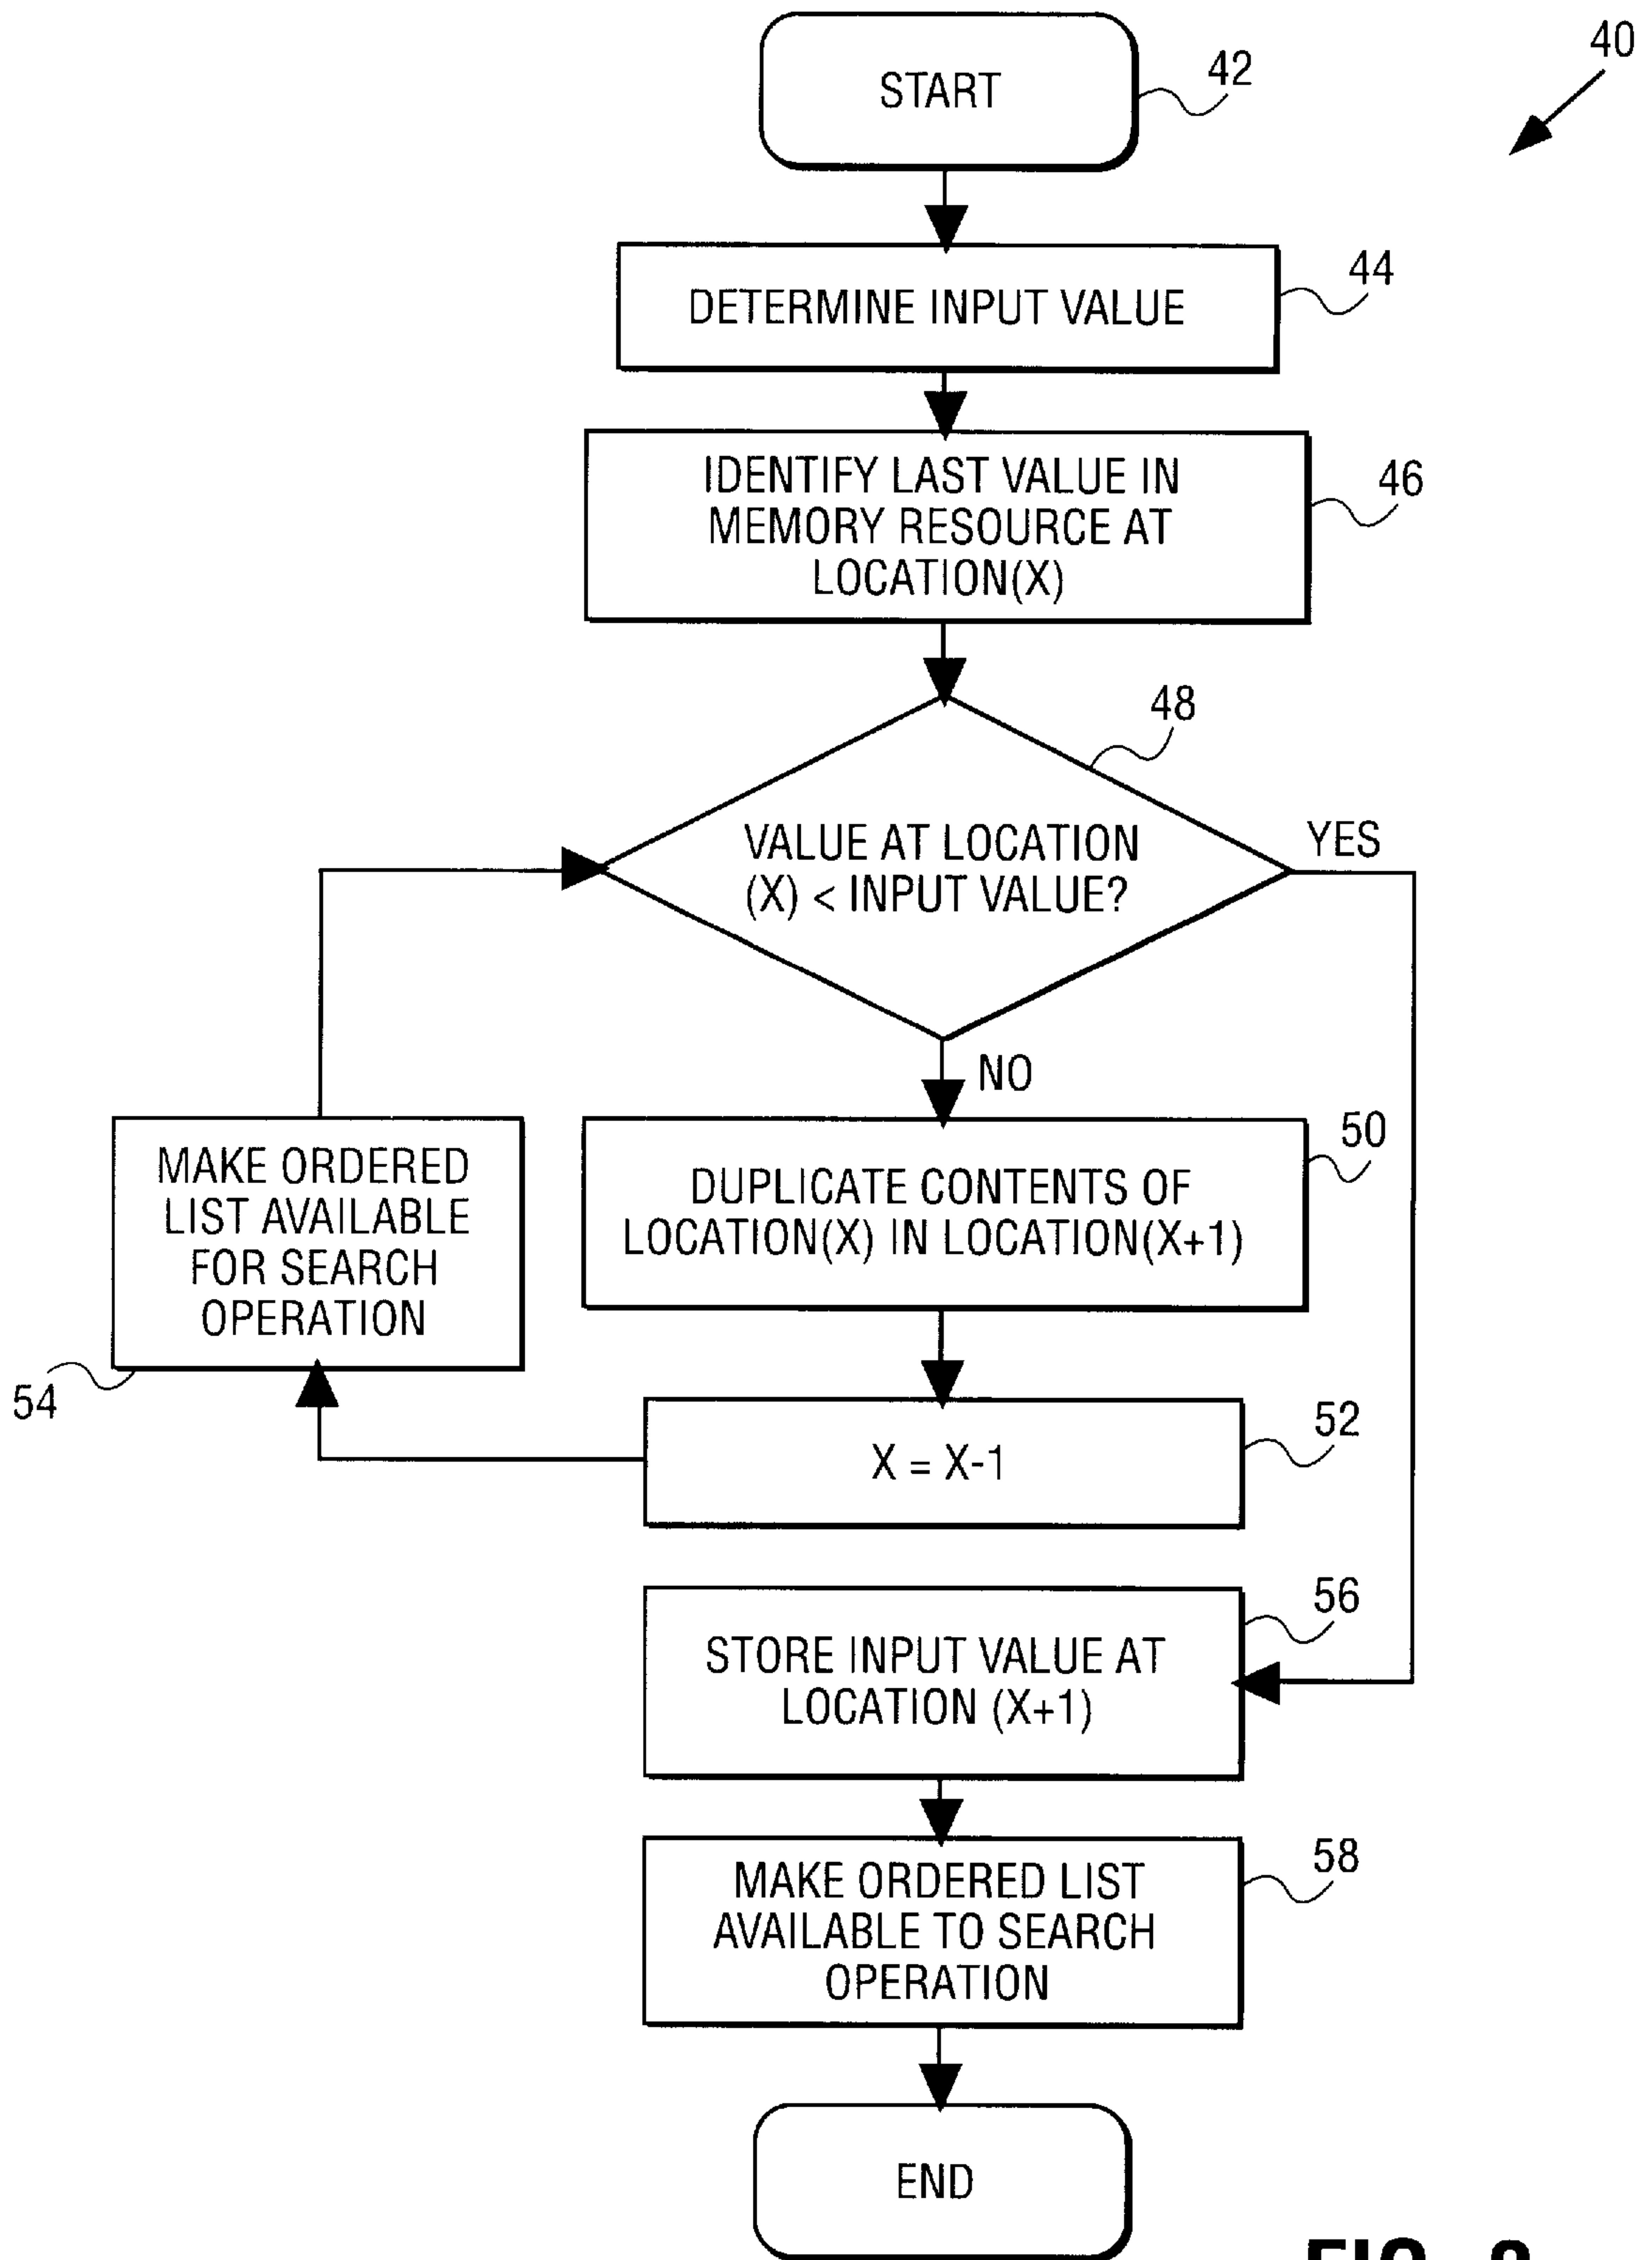 40
START
42
DETERMINE INPUT VALUE
44
IDENTIFY LAST VALUE IN
MEMORY RESOURCE AT
LOCATION(X)
46
48
VALUE AT LOCATION
(X) < INPUT VALUE?
YES
NO
50
DUPLICATE CONTENTS OF
LOCATION(X) IN LOCATION(X+1)
MAKE ORDERED
LIST AVAILABLE
FOR SEARCH
OPERATION
54
52
X = X-1
56
STORE INPUT VALUE AT
LOCATION (X+1)
58
MAKE ORDERED LIST
AVAILABLE TO SEARCH
OPERATION
END